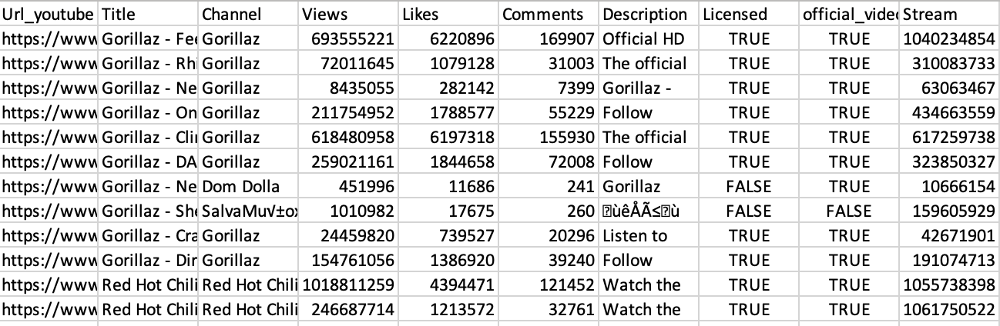 Url_youtube Title Channel Views Likes Comments Description Licensed official_vide Stream
https://www Gorillaz - Fee Gorillaz 693555221 6220896 169907 Official HD TRUE TRUE 1040234854
https://www Gorillaz - Rhi Gorillaz 72011645 1079128 31003 The official TRUE TRUE 310083733
https://www Gorillaz - Ne Gorillaz 8435055 282142 7399 Gorillaz - TRUE TRUE 63063467
https://www Gorillaz - On Gorillaz 211754952 1788577 55229 Follow TRUE TRUE 434663559
https://www Gorillaz - Clin Gorillaz 618480958 6197318 155930 The official TRUE TRUE 617259738
https://www Gorillaz - DA Gorillaz 259021161 1844658 72008 Follow TRUE TRUE 323850327
https://www Gorillaz - Ne Dom Dolla 451996 11686 241 Gorillaz FALSE TRUE 10666154
https://www Gorillaz - She SalvaMu√±ox 1010982 17675 260 FALSE FALSE 159605929
https://www Gorillaz - Cra Gorillaz 24459820 739527 20296 Listen to TRUE TRUE 42671901
https://www Gorillaz - Dir Gorillaz 154761056 1386920 39240 Follow TRUE TRUE 191074713
https://www Red Hot Chili Red Hot Chili 1018811259 4394471 121452 Watch the TRUE TRUE 1055738398
https://www Red Hot Chili Red Hot Chili 246687714 1213572 32761 Watch the TRUE TRUE 1061750522